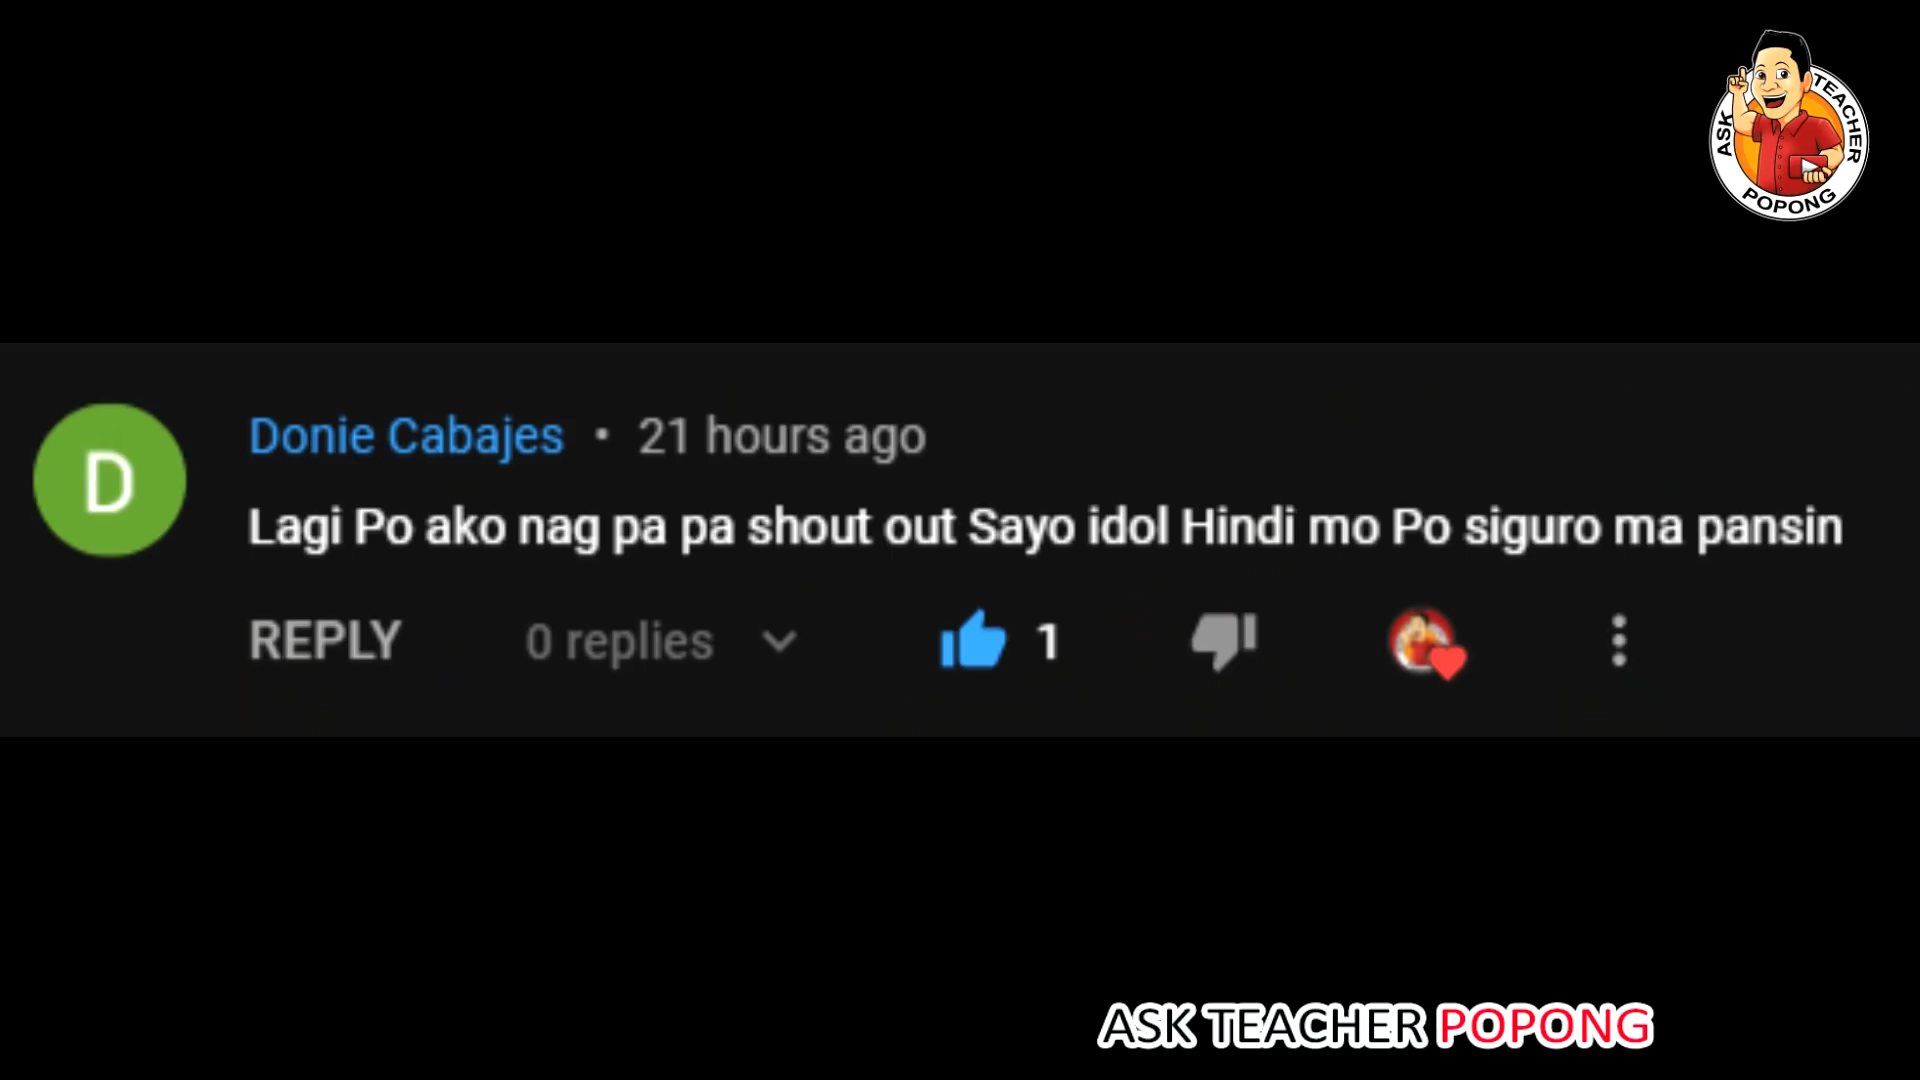 ASK TEACHER
POPONG
D
Donie Cabajes • 21 hours ago
Lagi Po ako nag pa pa shout out Sayo idol Hindi mo Po siguro ma pansin
REPLY 0 replies 1
ASK TEACHER POPONG